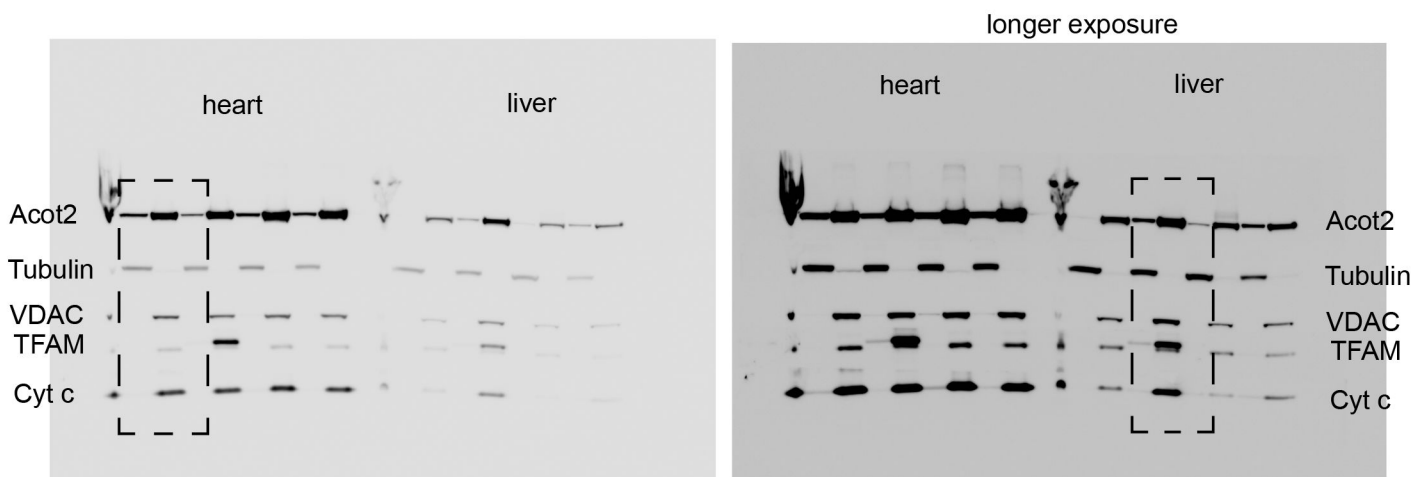 longer exposure
heart
liver
heart
liver
Acot2
Tubulin
VDAC
TFAM
Cyt c
Acot2
Tubulin
VDAC
TFAM
Cyt c